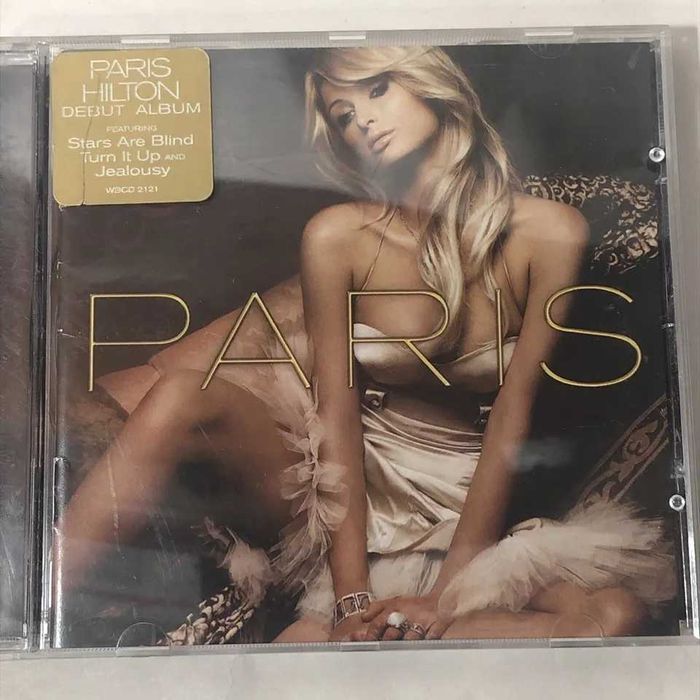 PARIS
HILTON
DEBUT ALBUM
FEATURING
Stars Are Blind
Turn It Up AND
Jealousy
WBCD 2121
PARIS